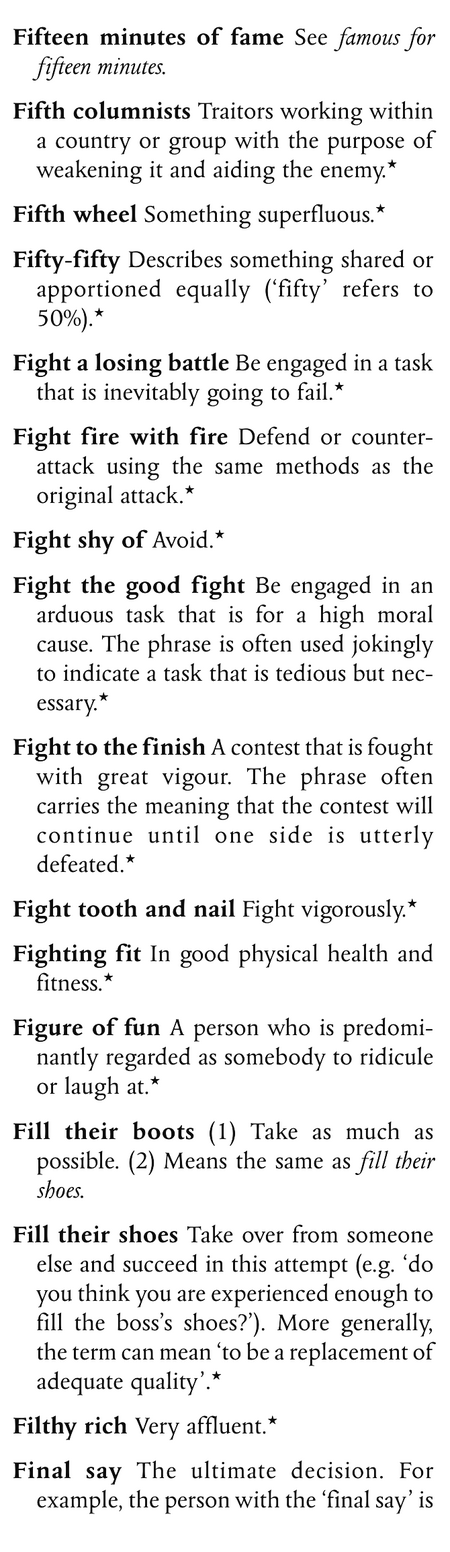 Fifteen minutes of fame See famous for
fifteen minutes.
Fifth columnists Traitors working within
a country or group with the purpose of
weakening it and aiding the enemy.★
Fifth wheel Something superfluous.★
Fifty-fifty Describes something shared or
apportioned equally (‘fifty’ refers to
50%).★
Fight a losing battle Be engaged in a task
that is inevitably going to fail.★
Fight fire with fire Defend or counter-
attack using the same methods as the
original attack.★
Fight shy of Avoid.★
Fight the good fight Be engaged in an
arduous task that is for a high moral
cause. The phrase is often used jokingly
to indicate a task that is tedious but nec-
essary.★
Fight to the finish A contest that is fought
with great vigour. The phrase often
carries the meaning that the contest will
continue until one side is utterly
defeated.★
Fight tooth and nail Fight vigorously.★
Fighting fit In good physical health and
fitness.★
Figure of fun A person who is predomi-
nantly regarded as somebody to ridicule
or laugh at.★
Fill their boots (1) Take as much as
possible. (2) Means the same as fill their
shoes.
Fill their shoes Take over from someone
else and succeed in this attempt (e.g. ‘do
you think you are experienced enough to
fill the boss’s shoes?’). More generally,
the term can mean ‘to be a replacement of
adequate quality’.★
Filthy rich Very affluent.★
Final say The ultimate decision. For
example, the person with the ‘final say’ is